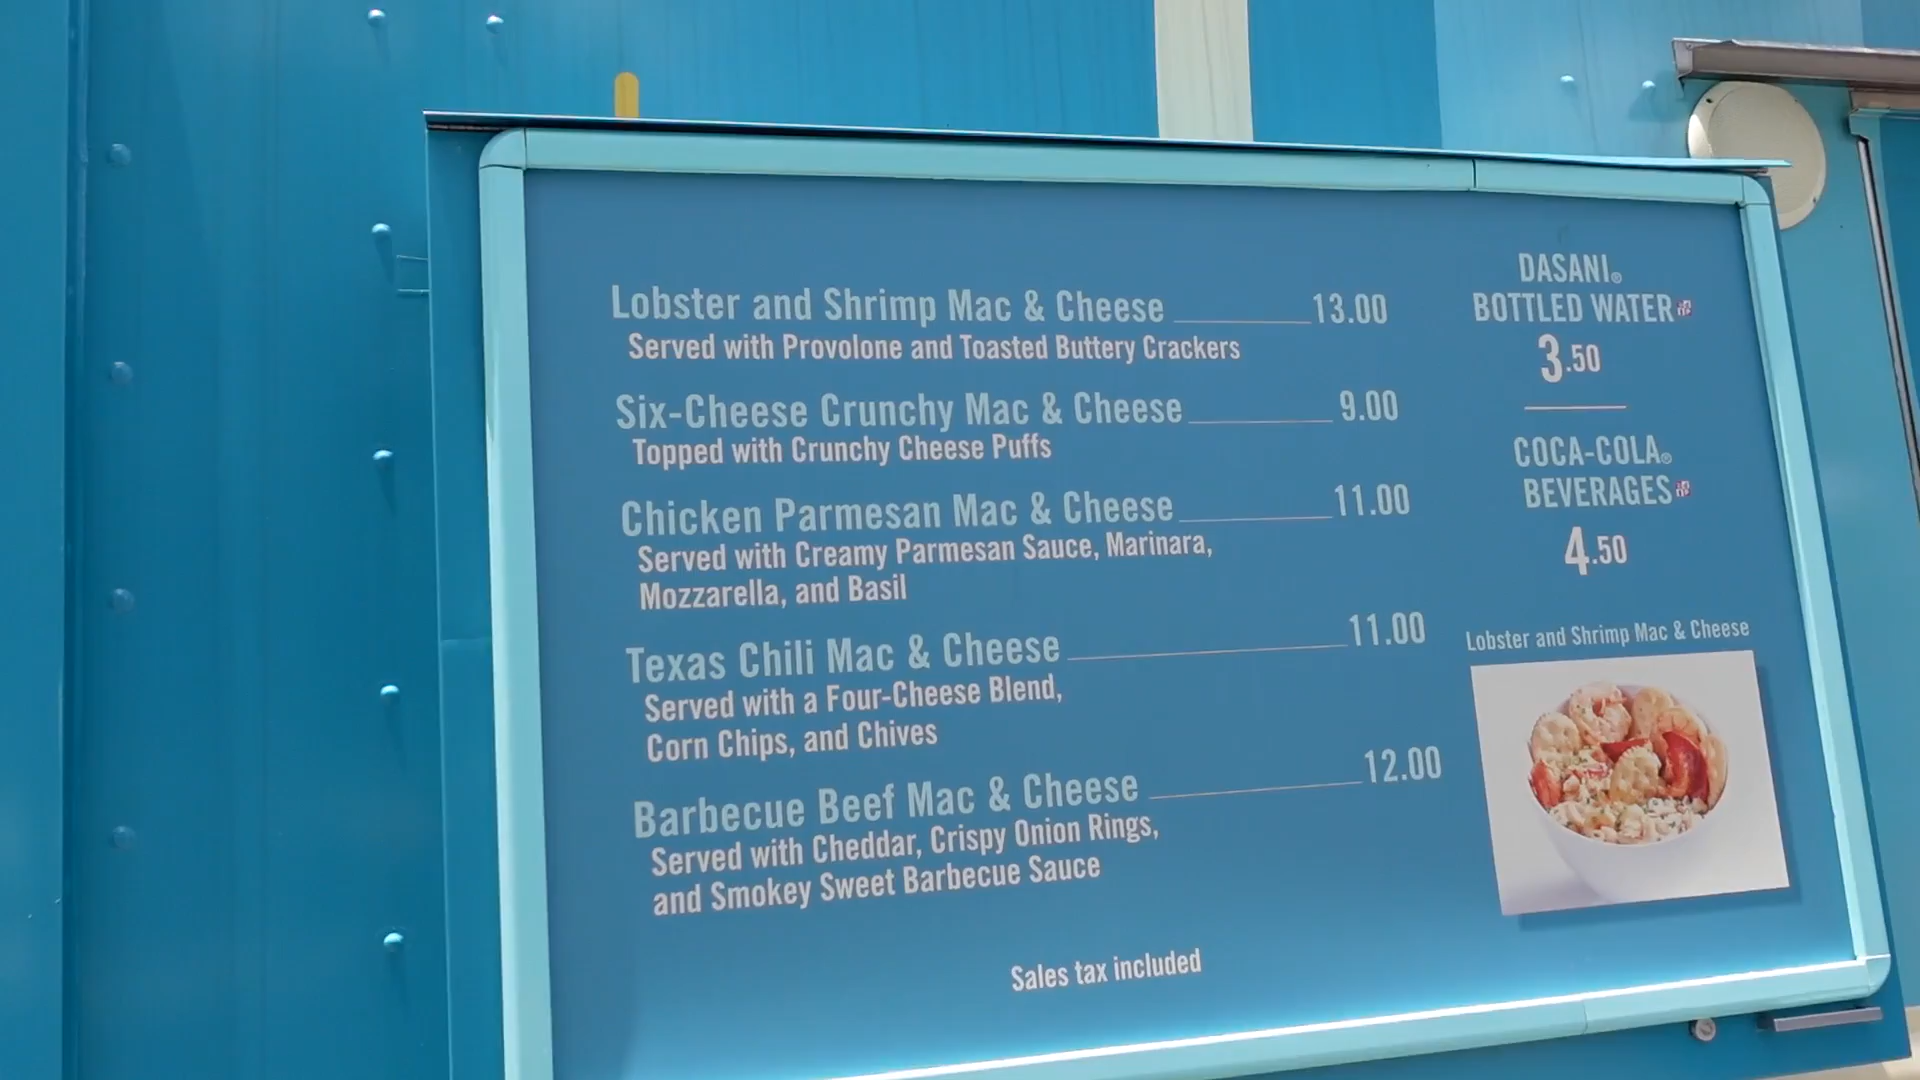 Lobster and Shrimp Mac & Cheese 13.00
Served with Provolone and Toasted Buttery Crackers
Six-Cheese Crunchy Mac & Cheese 9.00
Topped with Crunchy Cheese Puffs
Chicken Parmesan Mac & Cheese 11.00
Served with Creamy Parmesan Sauce, Marinara,
Mozzarella, and Basil
Texas Chili Mac & Cheese 11.00
Served with a Four-Cheese Blend,
Corn Chips, and Chives
Barbecue Beef Mac & Cheese 12.00
Served with Cheddar, Crispy Onion Rings,
and Smokey Sweet Barbecue Sauce
Sales tax included
DASANI®
BOTTLED WATER
3.50
COCA-COLA®
BEVERAGES
4.50
Lobster and Shrimp Mac & Cheese